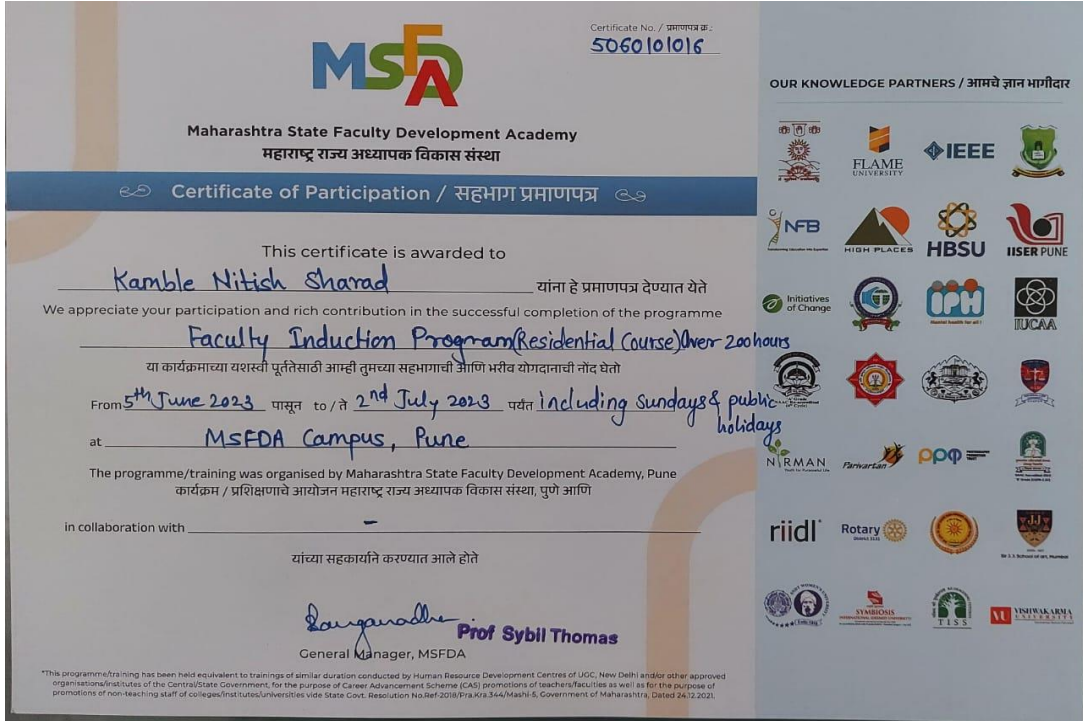 Certificate No. / प्रमाणपत्र क्र.:
5060101016
MSFDA
Maharashtra State Faculty Development Academy
महाराष्ट्र राज्य अध्यापक विकास संस्था
Certificate of Participation / सहभाग प्रमाणपत्र
This certificate is awarded to
Kamble Nitish Sharad यांना हे प्रमाणपत्र देण्यात येते
We appreciate your participation and rich contribution in the successful completion of the programme
Faculty Induction Program (Residential Course) Over 200 hours
या कार्यक्रमाच्या यशस्वी पूर्ततेसाठी आम्ही तुमच्या सहभागाची आणि भरीव योगदानाची नोंद घेतो
From 5th June 2023 पासून to / ते 2nd July 2023 पर्यंत including Sundays & public
holidays
at MSFDA Campus, Pune
The programme/training was organised by Maharashtra State Faculty Development Academy, Pune
कार्यक्रम / प्रशिक्षणाचे आयोजन महाराष्ट्र राज्य अध्यापक विकास संस्था, पुणे आणि
in collaboration with -
यांच्या सहकार्याने करण्यात आले होते
Prof Sybil Thomas
General Manager, MSFDA
*This programme/training has been held equivalent to trainings of similar duration conducted by Human Resource Development Centres of UGC, New Delhi and/or other approved
organisations/institutes of the Central/State Government, for the purpose of Career Advancement Scheme (CAS) promotions of teachers/faculties as well as for the purpose of
promotions of non-teaching staff of colleges/institutes/universities vide State Govt. Resolution No.Ref-2018/Pra.Kra.344/Mashi-5, Government of Maharashtra, Dated 24.12.2021.
OUR KNOWLEDGE PARTNERS / आमचे ज्ञान भागीदार
FLAME
UNIVERSITY
IEEE
NFB
HIGH PLACES
HBSU
IISER PUNE
Initiatives
of Change
IPH
Mental health for all!
IUCAA
NIRMAN
Parivartan
PPF
riidl
Rotary
Sir J. J. School of Art, Mumbai
SYMBIOSIS
TISS
VU VISHWAKARMA
UNIVERSITY